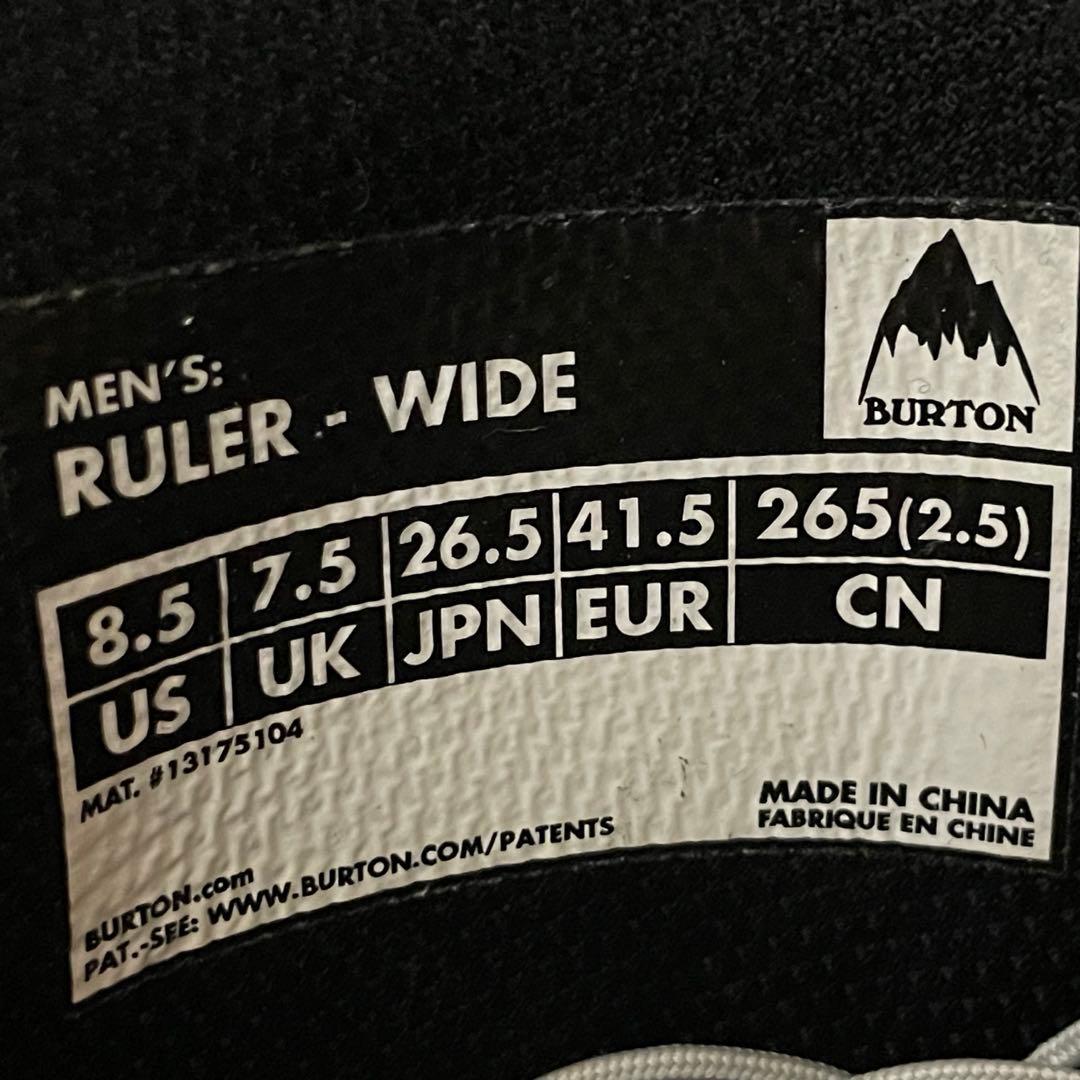 BURTON
MEN'S:
RULER - WIDE
8.5 7.5 26.5 41.5 265(2.5)
US UK JPN EUR CN
MAT. #13175104
MADE IN CHINA
FABRIQUE EN CHINE
BURTON.com
PAT.-SEE: WWW.BURTON.COM/PATENTS